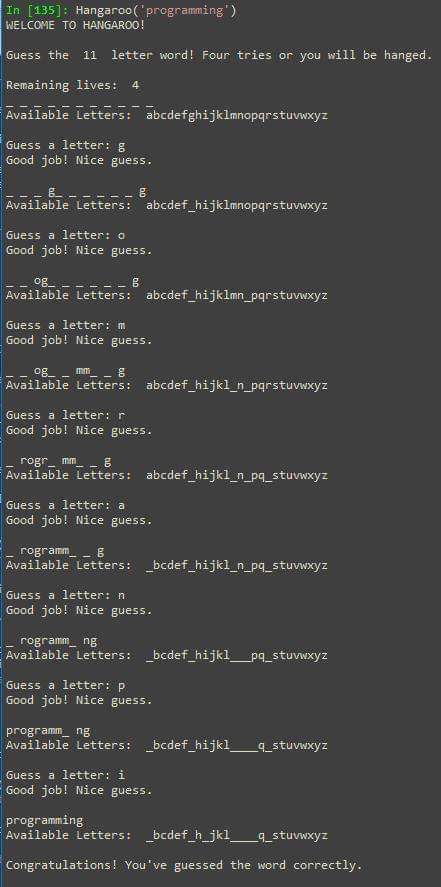 In [135]: Hangaroo('programming')
WELCOME TO HANGAROO!
Guess the  11  letter word! Four tries or you will be hanged.
Remaining lives:  4
_ _ _ _ _ _ _ _ _ _ _
Available Letters:  abcdefghijklmnopqrstuvwxyz
Guess a letter: g
Good job! Nice guess.
_ _ _ g_ _ _ _ _ _ g
Available Letters:  abcdef_hijklmnopqrstuvwxyz
Guess a letter: o
Good job! Nice guess.
_ _ og_ _ _ _ _ _ g
Available Letters:  abcdef_hijklmn_pqrstuvwxyz
Guess a letter: m
Good job! Nice guess.
_ _ og_ _ mm_ _ g
Available Letters:  abcdef_hijkl_n_pqrstuvwxyz
Guess a letter: r
Good job! Nice guess.
_ rogr_ mm_ _ g
Available Letters:  abcdef_hijkl_n_pq_stuvwxyz
Guess a letter: a
Good job! Nice guess.
_ rogramm_ _ g
Available Letters:  _bcdef_hijkl_n_pq_stuvwxyz
Guess a letter: n
Good job! Nice guess.
_ rogramm_ ng
Available Letters:  _bcdef_hijkl___pq_stuvwxyz
Guess a letter: p
Good job! Nice guess.
programm_ ng
Available Letters:  _bcdef_hijkl____q_stuvwxyz
Guess a letter: i
Good job! Nice guess.
programming
Available Letters:  _bcdef_h_jkl____q_stuvwxyz
Congratulations! You've guessed the word correctly.